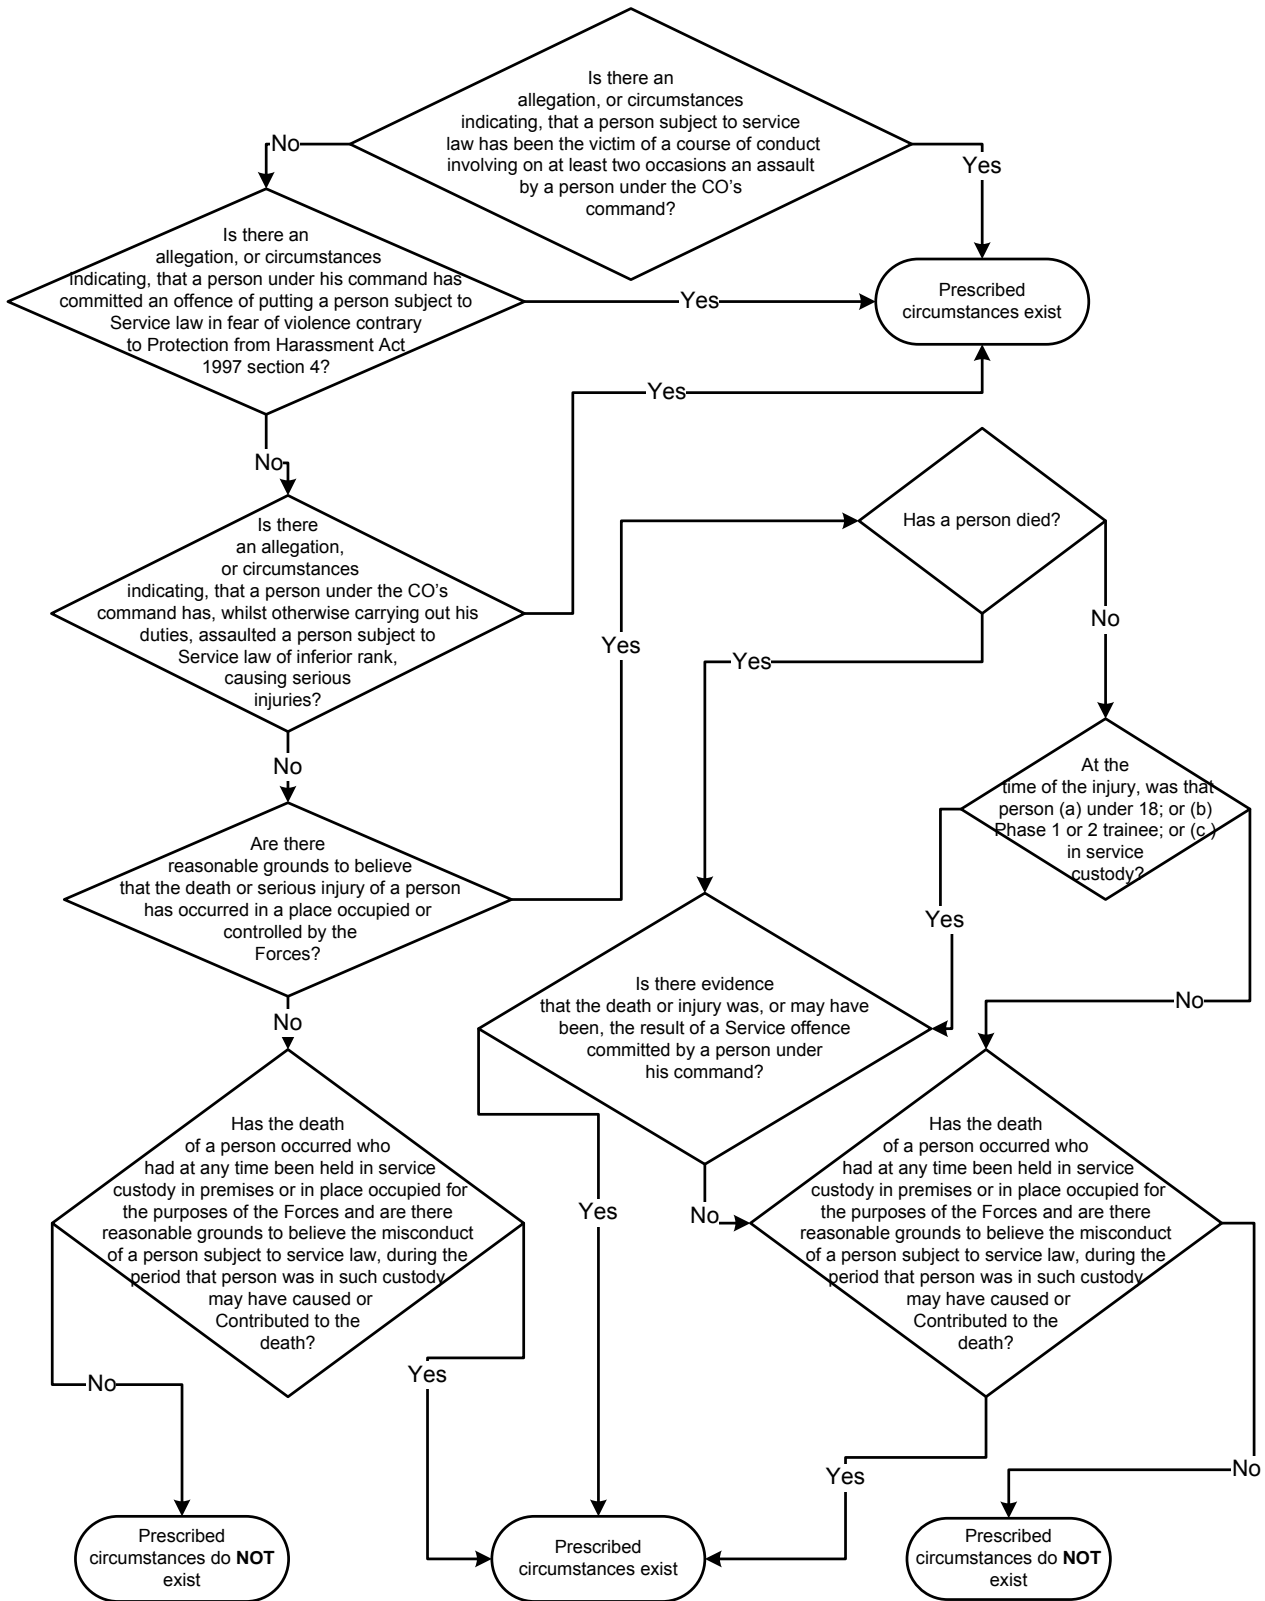 Is there an
allegation, or circumstances
indicating, that a person subject to service
law has been the victim of a course of conduct
involving on at least two occasions an assault
by a person under the CO's
command?
No
Yes
Is there an
allegation, or circumstances
indicating, that a person under his command has
committed an offence of putting a person subject to
Service law in fear of violence contrary
to Protection from Harassment Act
1997 section 4?
Yes
Prescribed
circumstances exist
No
Yes
Is there
an allegation,
or circumstances
indicating, that a person under the CO's
command has, whilst otherwise carrying out his
duties, assaulted a person subject to
Service law of inferior rank,
causing serious
injuries?
Has a person died?
Yes
Yes
No
No
Are there
reasonable grounds to believe
that the death or serious injury of a person
has occurred in a place occupied or
controlled by the
Forces?
At the
time of the injury, was that
person (a) under 18; or (b)
Phase 1 or 2 trainee; or (c )
in service
custody?
Yes
No
No
Is there evidence
that the death or injury was, or may have
been, the result of a Service offence
committed by a person under
his command?
Has the death
of a person occurred who
had at any time been held in service
custody in premises or in place occupied for
the purposes of the Forces and are there
reasonable grounds to believe the misconduct
of a person subject to service law, during the
period that person was in such custody
may have caused or
Contributed to the
death?
Yes
No
Has the death
of a person occurred who
had at any time been held in service
custody in premises or in place occupied for
the purposes of the Forces and are there
reasonable grounds to believe the misconduct
of a person subject to service law, during the
period that person was in such custody
may have caused or
Contributed to the
death?
No
Yes
Yes
No
Prescribed
circumstances do NOT
exist
Prescribed
circumstances exist
Prescribed
circumstances do NOT
exist